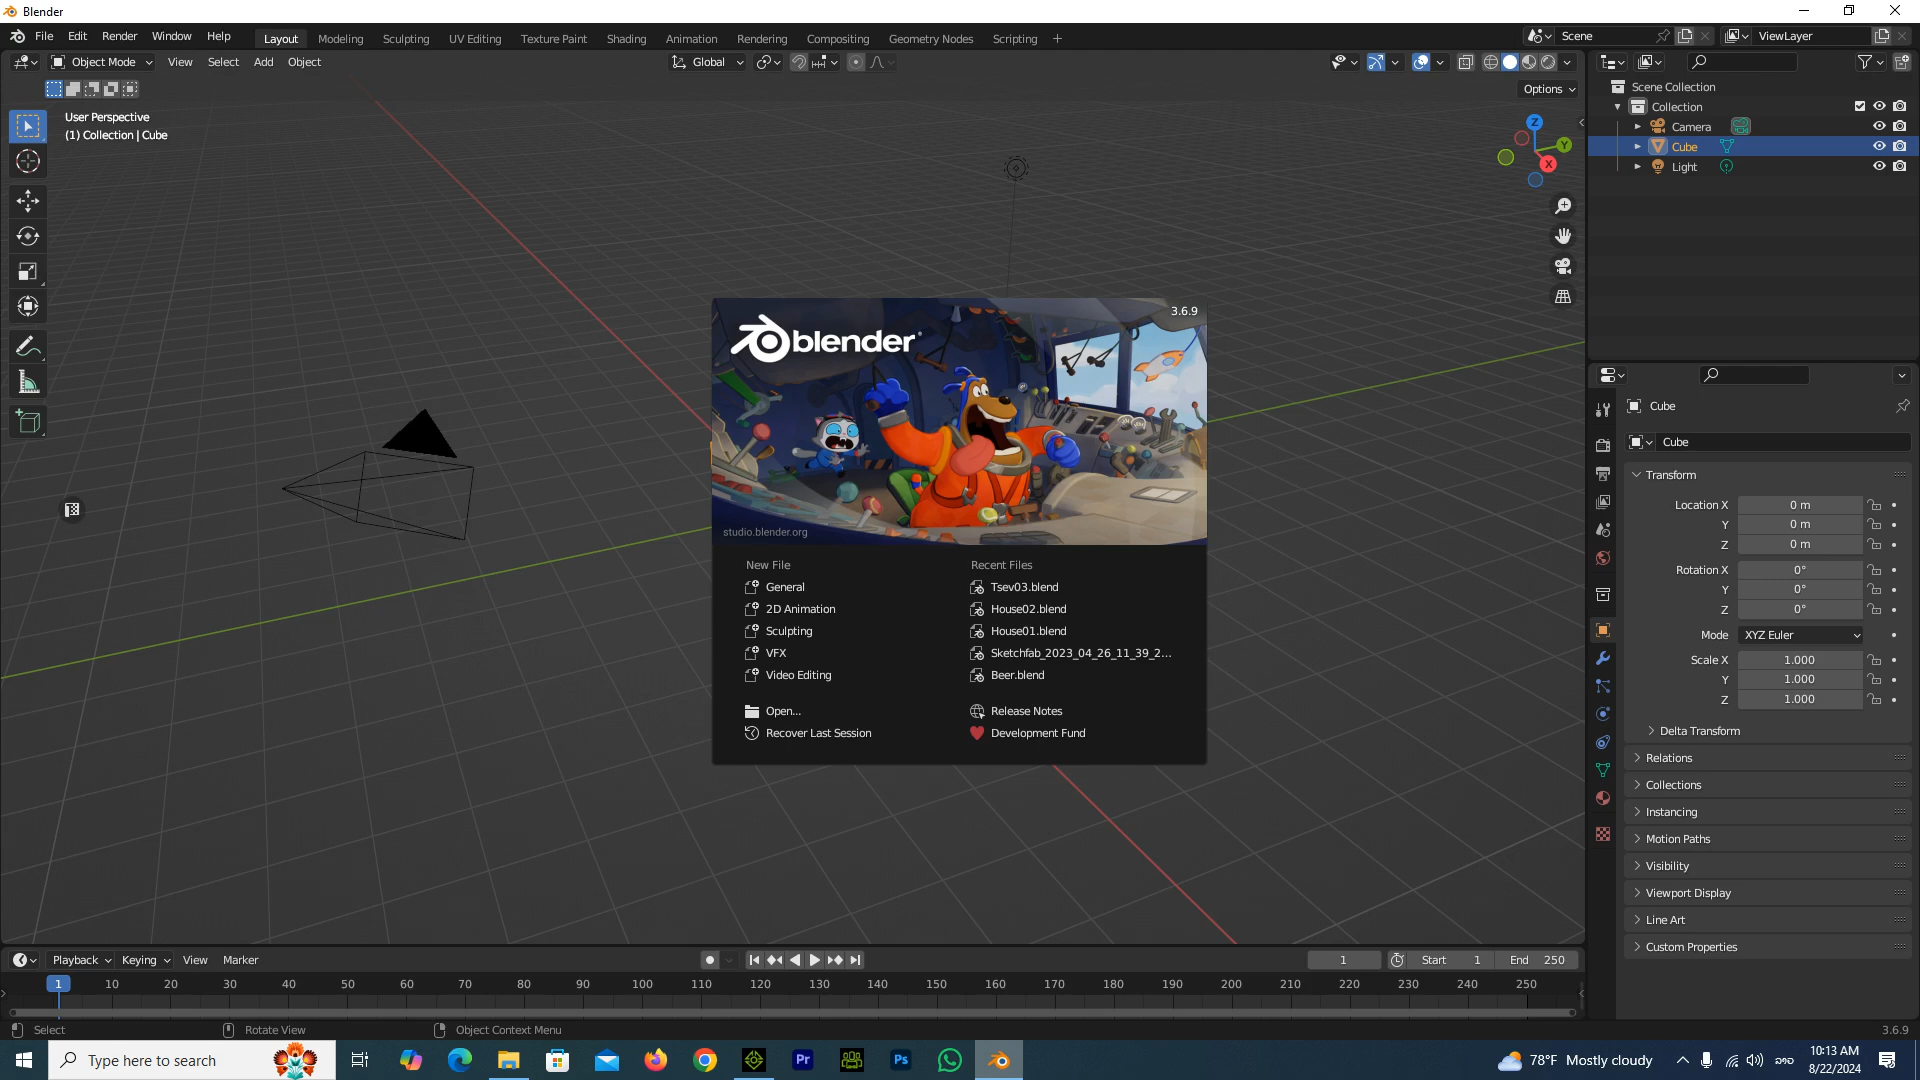 Blender
File Edit Render Window Help Layout Modeling Sculpting UV Editing Texture Paint Shading Animation Rendering Compositing Geometry Nodes Scripting + Scene ViewLayer
Object Mode View Select Add Object Global
Options
User Perspective
(1) Collection | Cube
Z
Y
X
Scene Collection
Collection
Camera
Cube
Light
blender
3.6.9
studio.blender.org
New File
General
2D Animation
Sculpting
VFX
Video Editing
Open...
Recover Last Session
Recent Files
Tsev03.blend
House02.blend
House01.blend
Sketchfab_2023_04_26_11_39_2...
Beer.blend
Release Notes
Development Fund
Cube
Cube
Transform
Location X 0 m
Y 0 m
Z 0 m
Rotation X 0°
Y 0°
Z 0°
Mode XYZ Euler
Scale X 1.000
Y 1.000
Z 1.000
Delta Transform
Relations
Collections
Instancing
Motion Paths
Visibility
Viewport Display
Line Art
Custom Properties
Playback Keying View Marker 1 Start 1 End 250
1 10 20 30 40 50 60 70 80 90 100 110 120 130 140 150 160 170 180 190 200 210 220 230 240 250
Select Rotate View Object Context Menu 3.6.9
Type here to search Pr Ps 78°F Mostly cloudy ລາວ
10:13 AM
8/22/2024